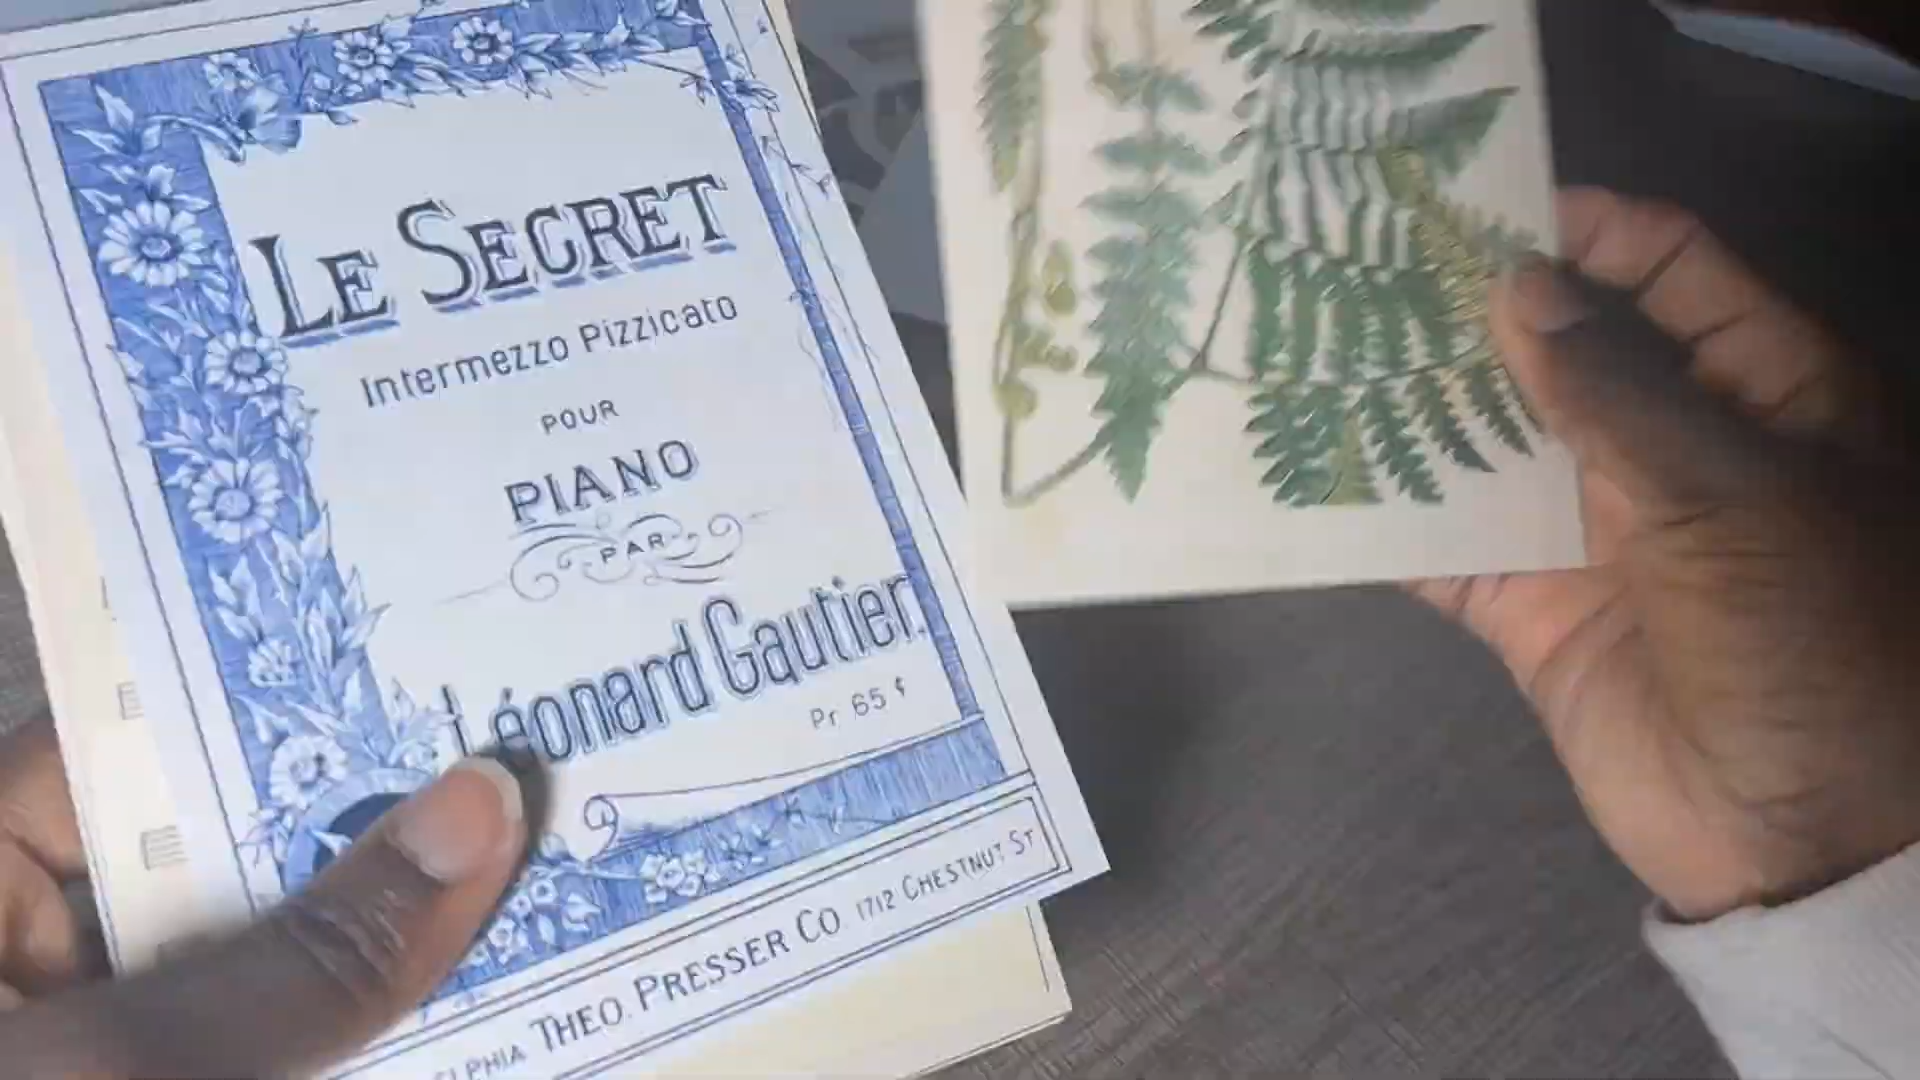 LE SECRET
Intermezzo Pizzicato
POUR
PIANO
PAR
Léonard Gautier.
Pr 65 ¢
THEO. PRESSER CO. 1712 CHESTNUT ST